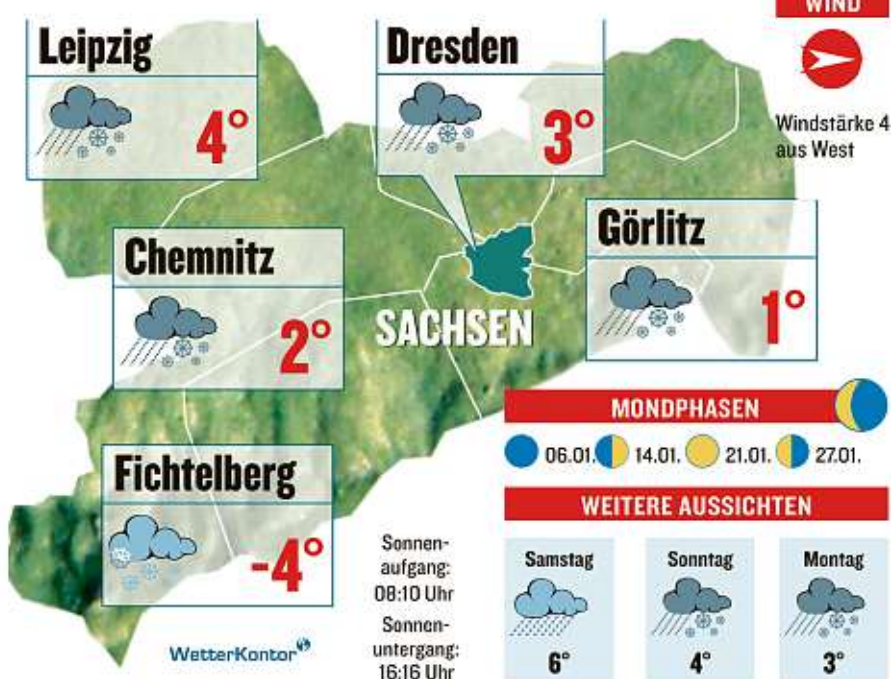 WIND
Windstärke 4
aus West
Leipzig
4°
Dresden
3°
Chemnitz
2°
Görlitz
1°
SACHSEN
Fichtelberg
-4°
MONDPHASEN
06.01. 14.01. 21.01. 27.01.
WEITERE AUSSICHTEN
Samstag Sonntag Montag
6° 4° 3°
Sonnen-
aufgang:
08:10 Uhr
Sonnen-
untergang:
16:16 Uhr
WetterKontor